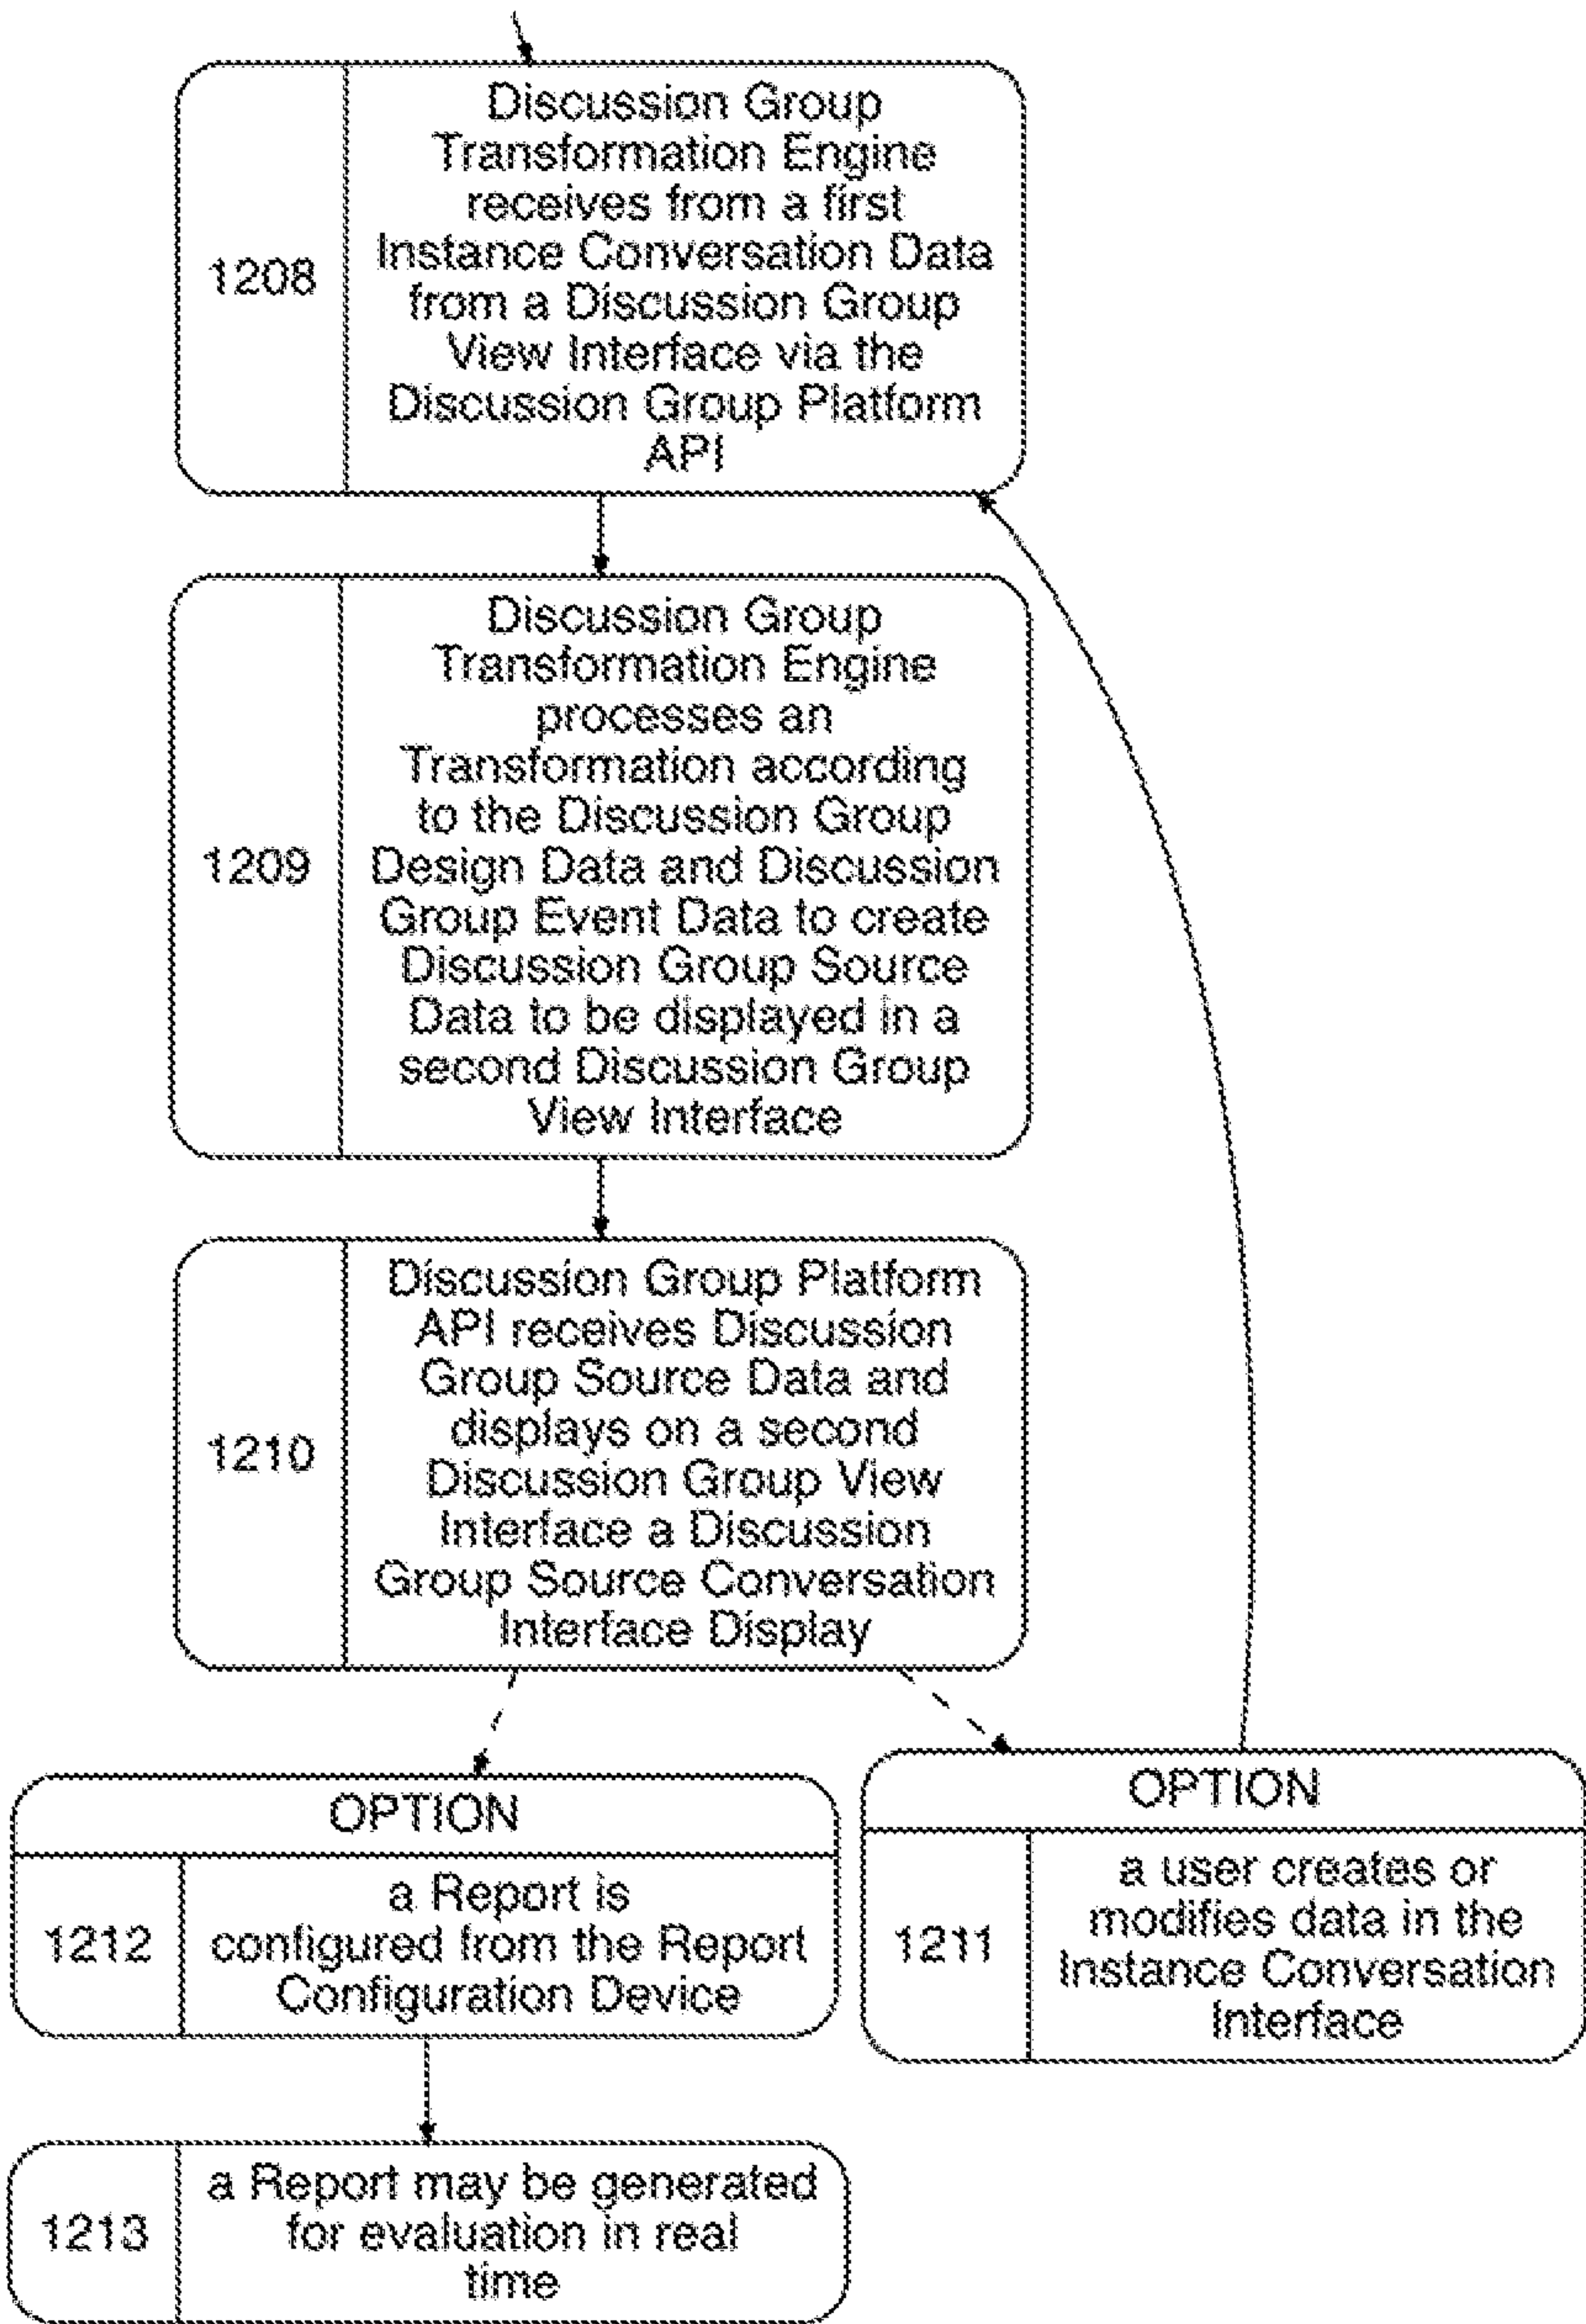 1208
Discussion Group
Transformation Engine
receives from a first
Instance Conversation Data
from a Discussion Group
View Interface via the
Discussion Group Platform
API
1209
Discussion Group
Transformation Engine
processes an
Transformation according
to the Discussion Group
Design Data and Discussion
Group Event Data to create
Discussion Group Source
Data to be displayed in a
second Discussion Group
View Interface
1210
Discussion Group Platform
API receives Discussion
Group Source Data and
displays on a second
Discussion Group View
Interface a Discussion
Group Source Conversation
Interface Display
OPTION
1212
a Report is
configured from the Report
Configuration Device
OPTION
1211
a user creates or
modifies data in the
Instance Conversation
Interface
1213
a Report may be generated
for evaluation in real
time